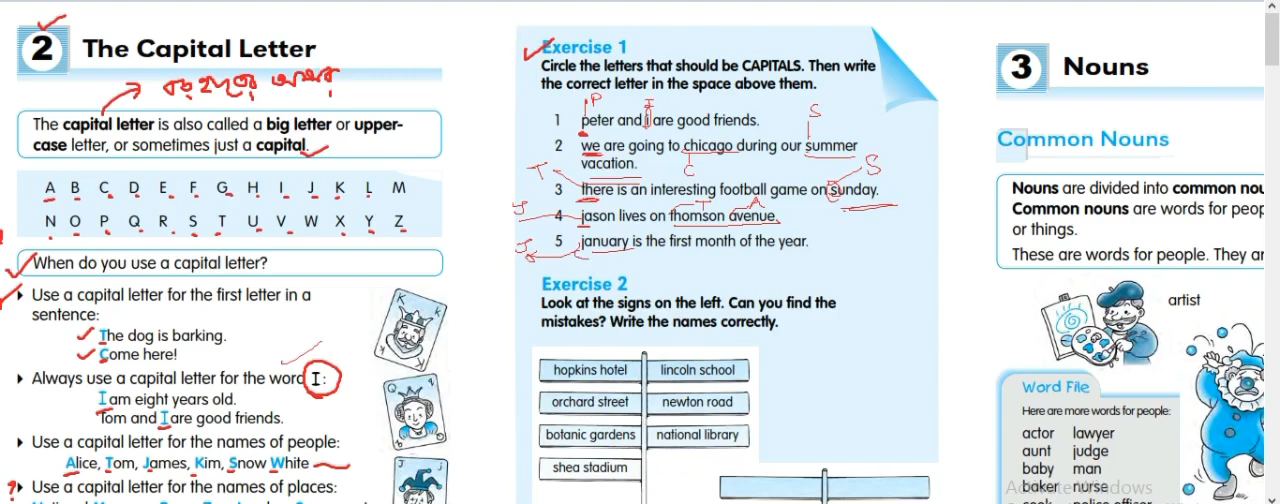 2 The Capital Letter
The capital letter is also called a big letter or upper-
case letter, or sometimes just a capital.
A B C D E F G H I J K L M
N O P Q R S T U V W X Y Z
When do you use a capital letter?
Use a capital letter for the first letter in a
sentence:
The dog is barking.
Come here!
Always use a capital letter for the word I:
I am eight years old.
Tom and I are good friends.
Use a capital letter for the names of people:
Alice, Tom, James, Kim, Snow White
Use a capital letter for the names of places:
Exercise 1
Circle the letters that should be CAPITALS. Then write
the correct letter in the space above them.
P I
1 peter and i are good friends.
S
2 we are going to chicago during our summer
vacation.
C
T S
3 there is an interesting football game on sunday.
J T A
4 jason lives on thomson avenue.
J
5 january is the first month of the year.
Exercise 2
Look at the signs on the left. Can you find the
mistakes? Write the names correctly.
hopkins hotel lincoln school
orchard street newton road
botanic gardens national library
shea stadium
3 Nouns
Common Nouns
Nouns are divided into common
Common nouns are words for
or things.
These are words for people. They
artist
Word File
Here are more words for people:
actor lawyer
aunt judge
baby man
baker nurse